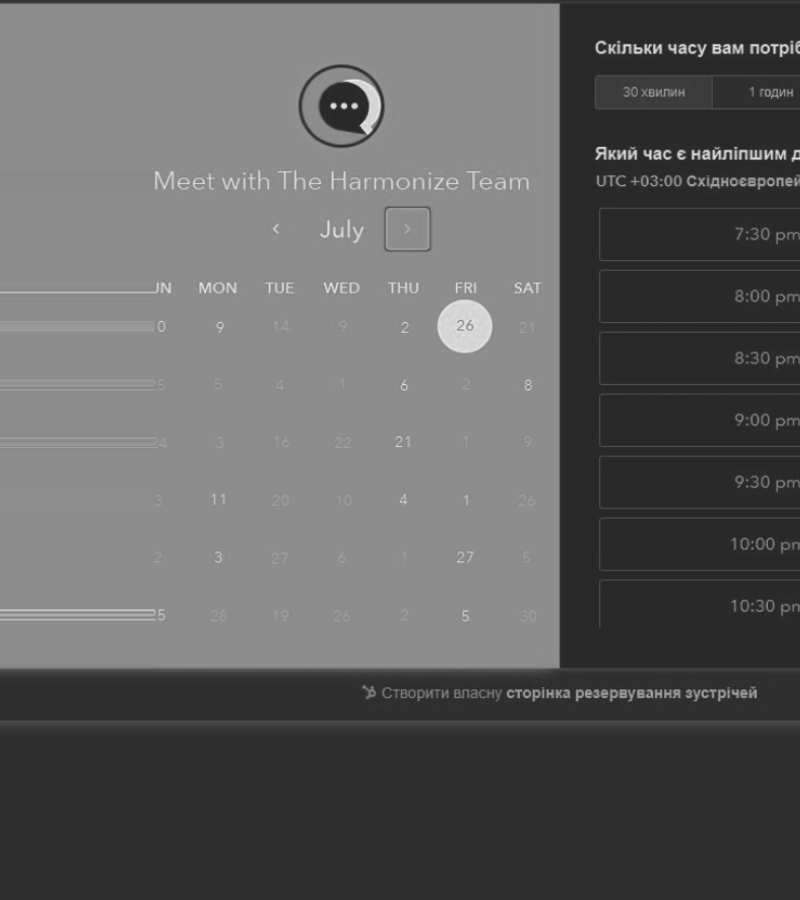 Meet with The Harmonize Team
July
UN MON TUE WED THU FRI SAT
0 9 14 9 2 26 21
5 5 4 1 6 2 8
24 3 16 22 21 1 9
3 11 20 10 4 1 26
2 3 27 6 1 27 5
5 28 19 26 2 5 30
Скільки часу вам потріб
30 хвилин 1 годин
Який час є найліпшим д
UTC +03:00 Східноєвропей
7:30 pm
8:00 pm
8:30 pm
9:00 pm
9:30 pm
10:00 pm
10:30 pm
Створити власну сторінка резервування зустрічей